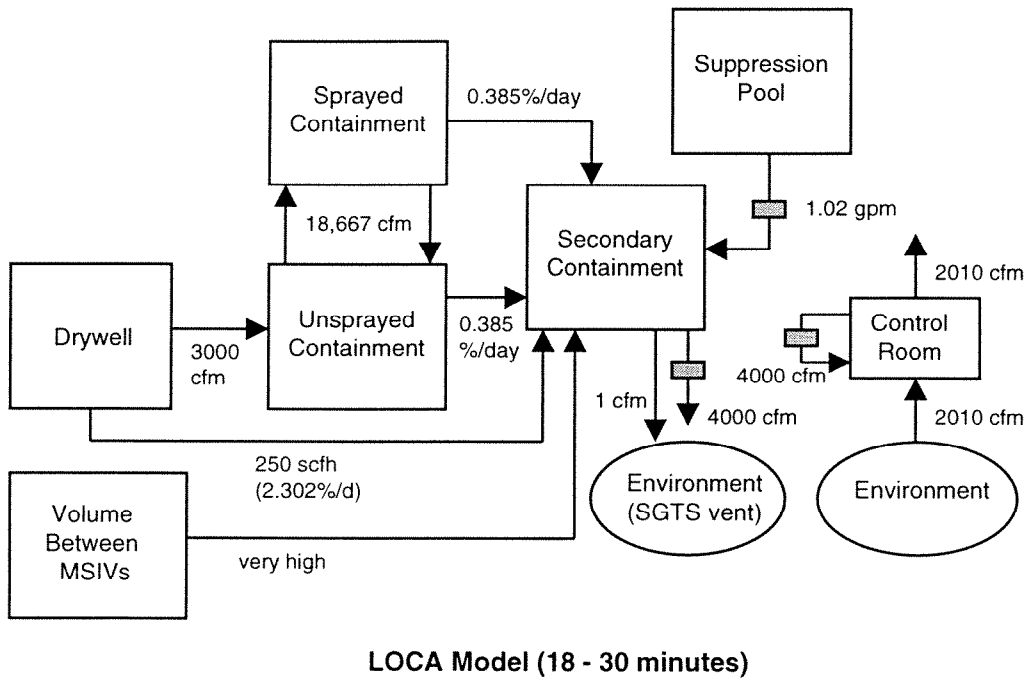 Sprayed
Containment
0.385%/day
Suppression
Pool
1.02 gpm
18,667 cfm
Secondary
Containment
2010 cfm
Drywell
3000
cfm
Unsprayed
Containment
0.385
%/day
Control
Room
4000 cfm
1 cfm
4000 cfm
2010 cfm
250 scfh
(2.302%/d)
Environment
(SGTS vent)
Environment
Volume
Between
MSIVs
very high
LOCA Model (18 - 30 minutes)